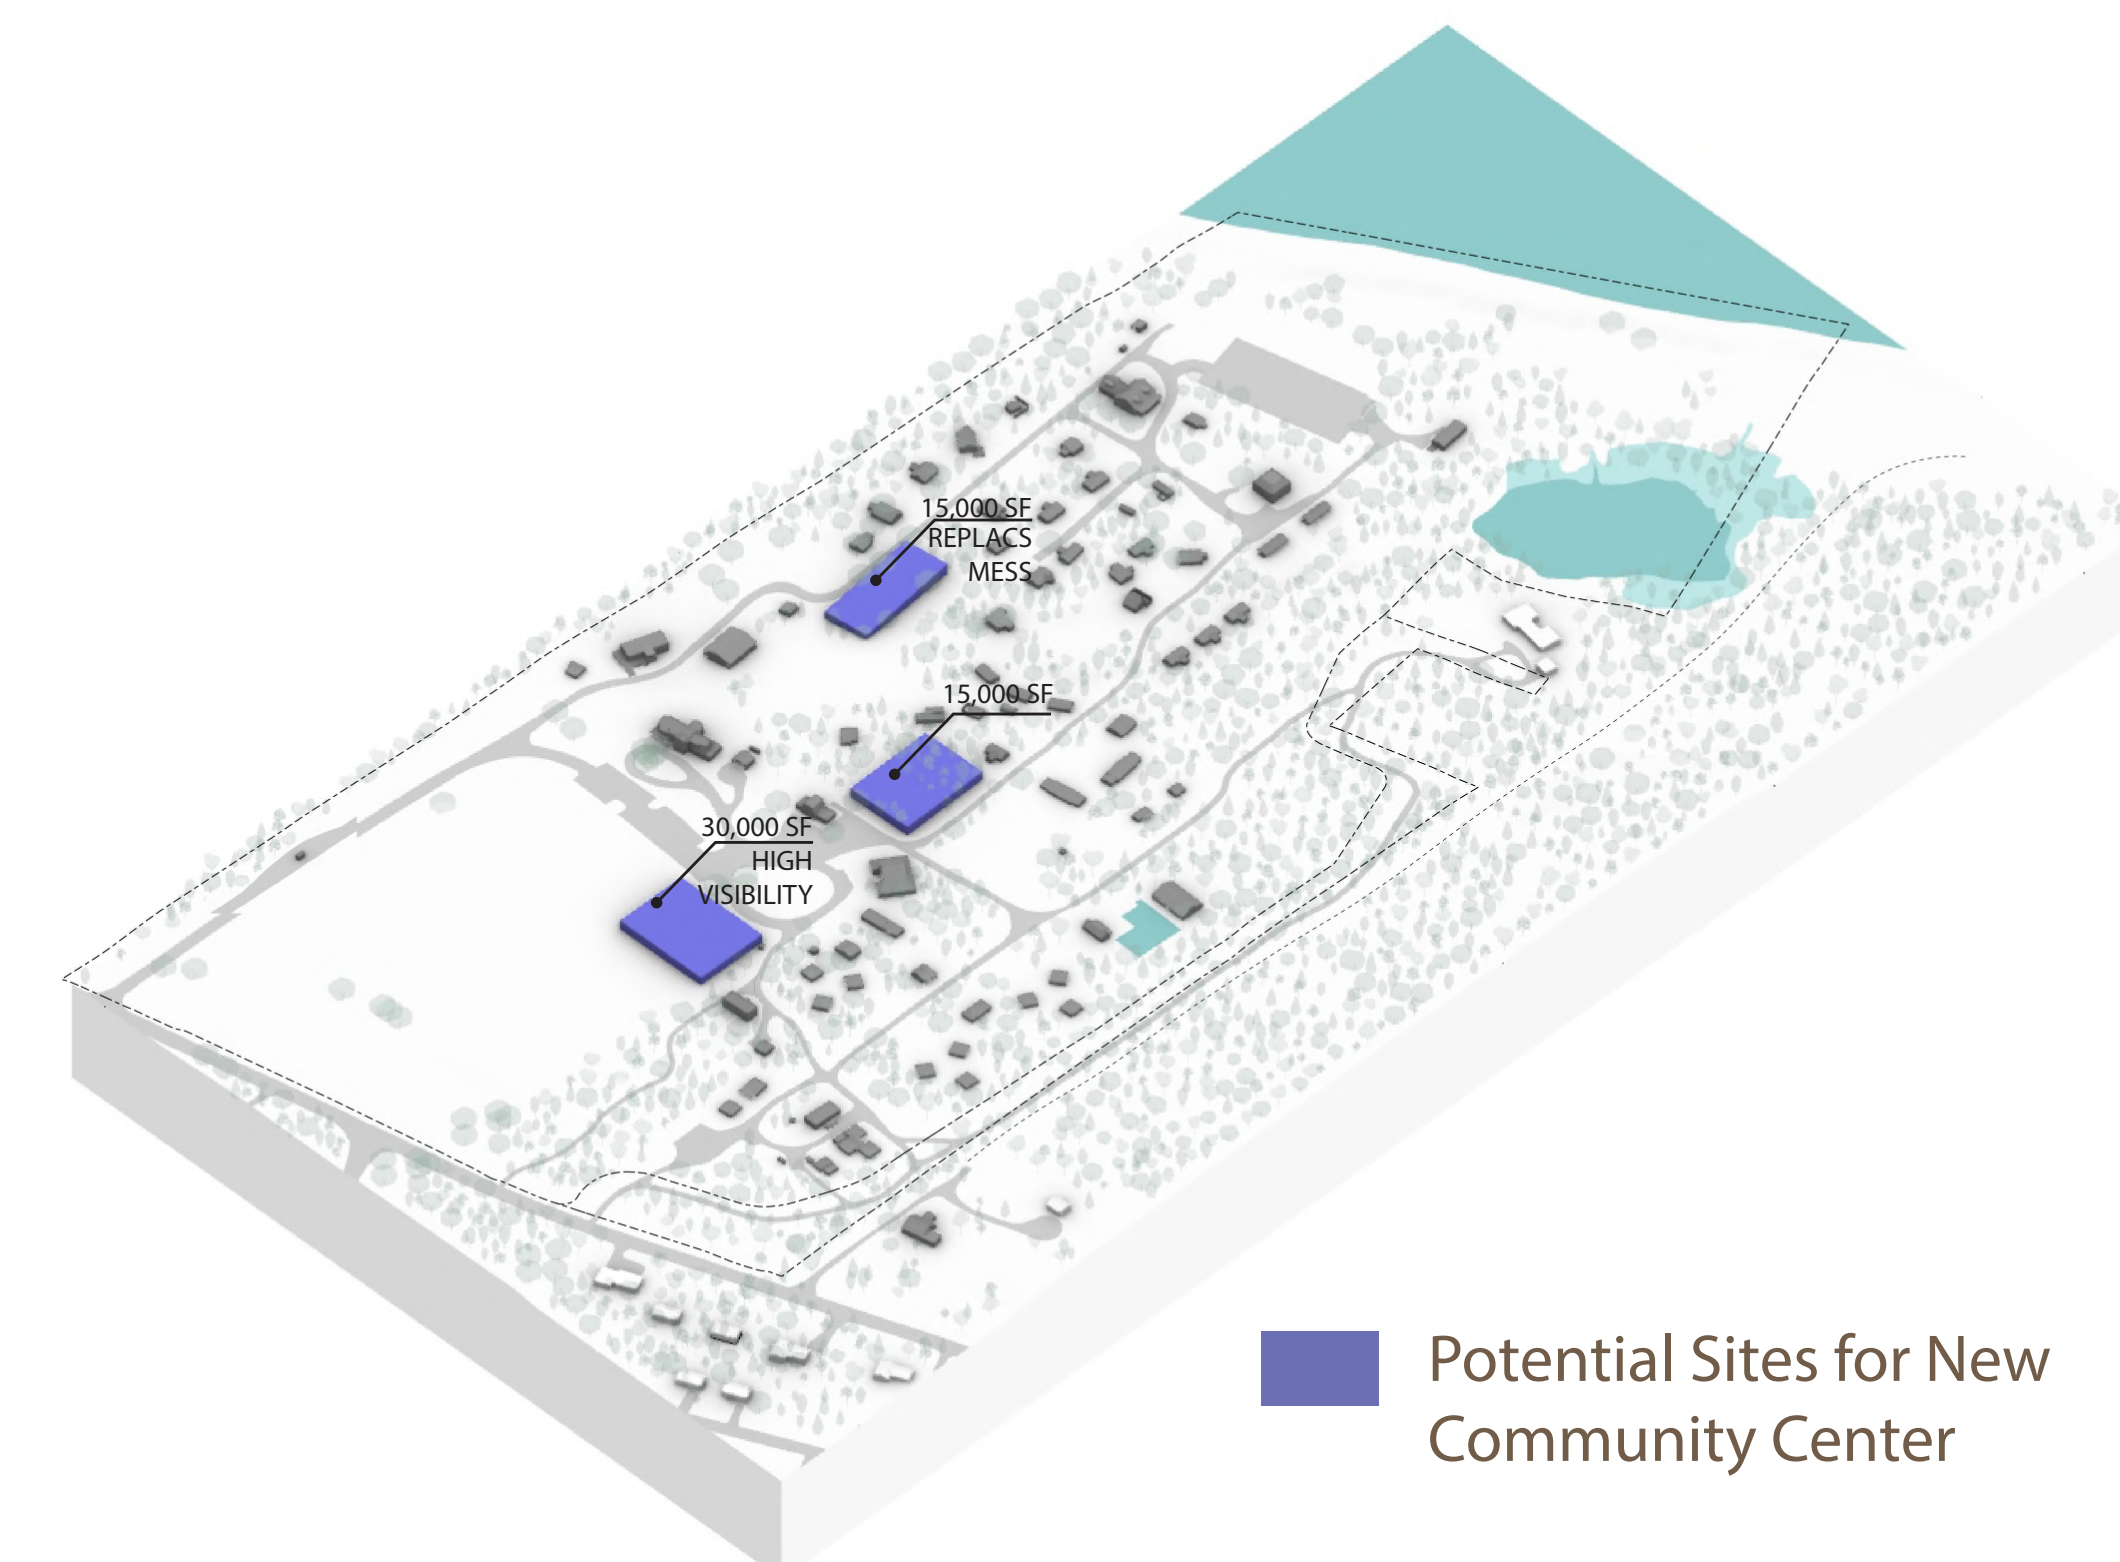 15,000 SF
REPLACS
MESS
15,000 SF
30,000 SF
HIGH
VISIBILITY
Potential Sites for New
Community Center